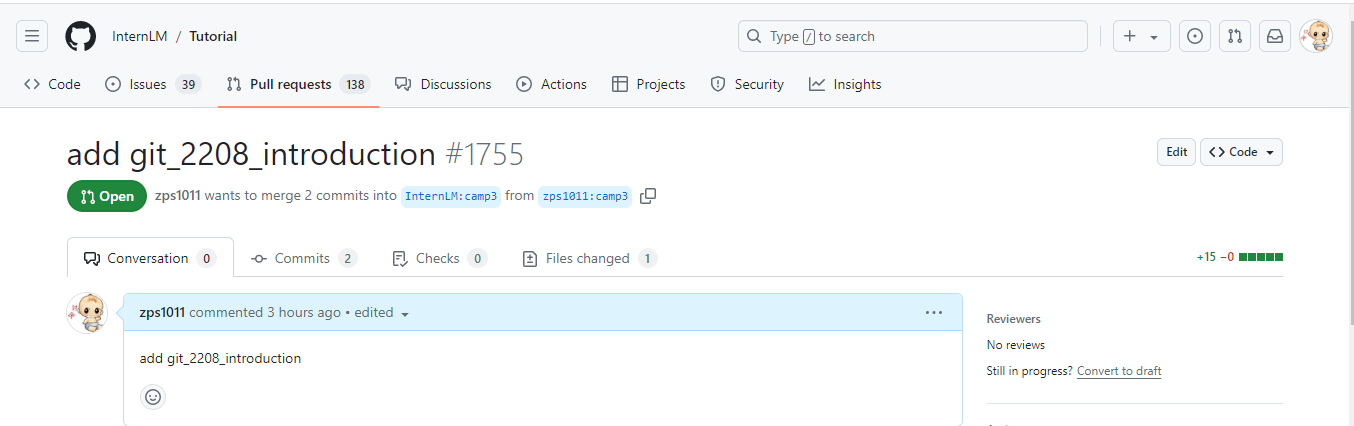 InternLM / Tutorial
Type / to search
Code Issues 39 Pull requests 138 Discussions Actions Projects Security Insights
add git_2208_introduction #1755
Edit
Code
Open zps1011 wants to merge 2 commits into InternLM:camp3 from zps1011:camp3
Conversation 0 Commits 2 Checks 0 Files changed 1
+15 −0
zps1011 commented 3 hours ago • edited
add git_2208_introduction
Reviewers
No reviews
Still in progress? Convert to draft